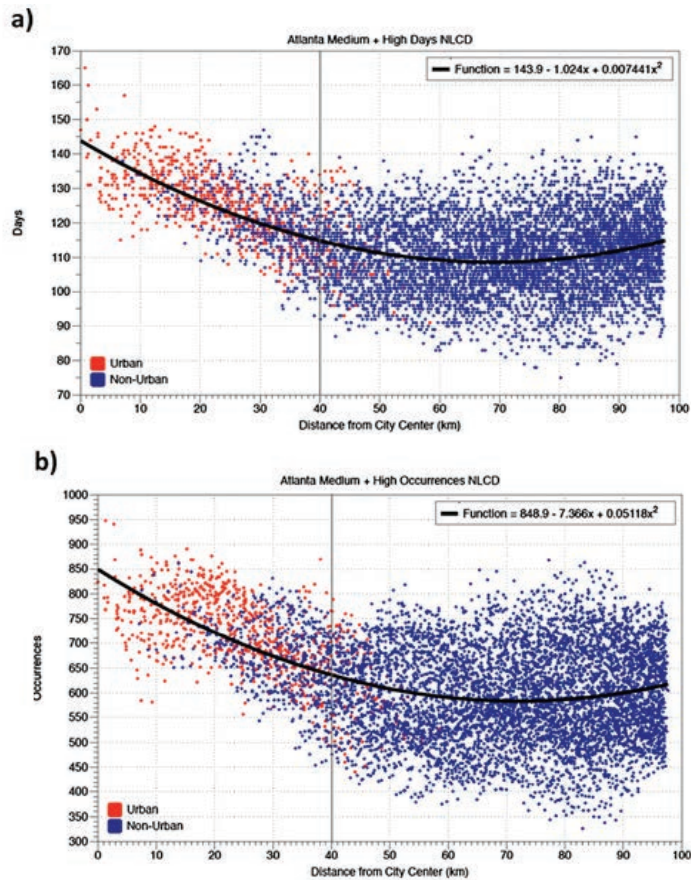 a)
Atlanta Medium + High Days NLCD
Function = 143.9 - 1.024x + 0.007441x²
170
160
150
140
130
120
110
100
90
80
70
Days
Urban
Non-Urban
0 10 20 30 40 50 60 70 80 90 100
Distance from City Center (km)
b)
Atlanta Medium + High Occurrences NLCD
Function = 848.9 - 7.366x + 0.05118x²
1000
950
900
850
800
750
700
650
600
550
500
450
400
350
300
Occurrences
Urban
Non-Urban
0 10 20 30 40 50 60 70 80 90 100
Distance from City Center (km)